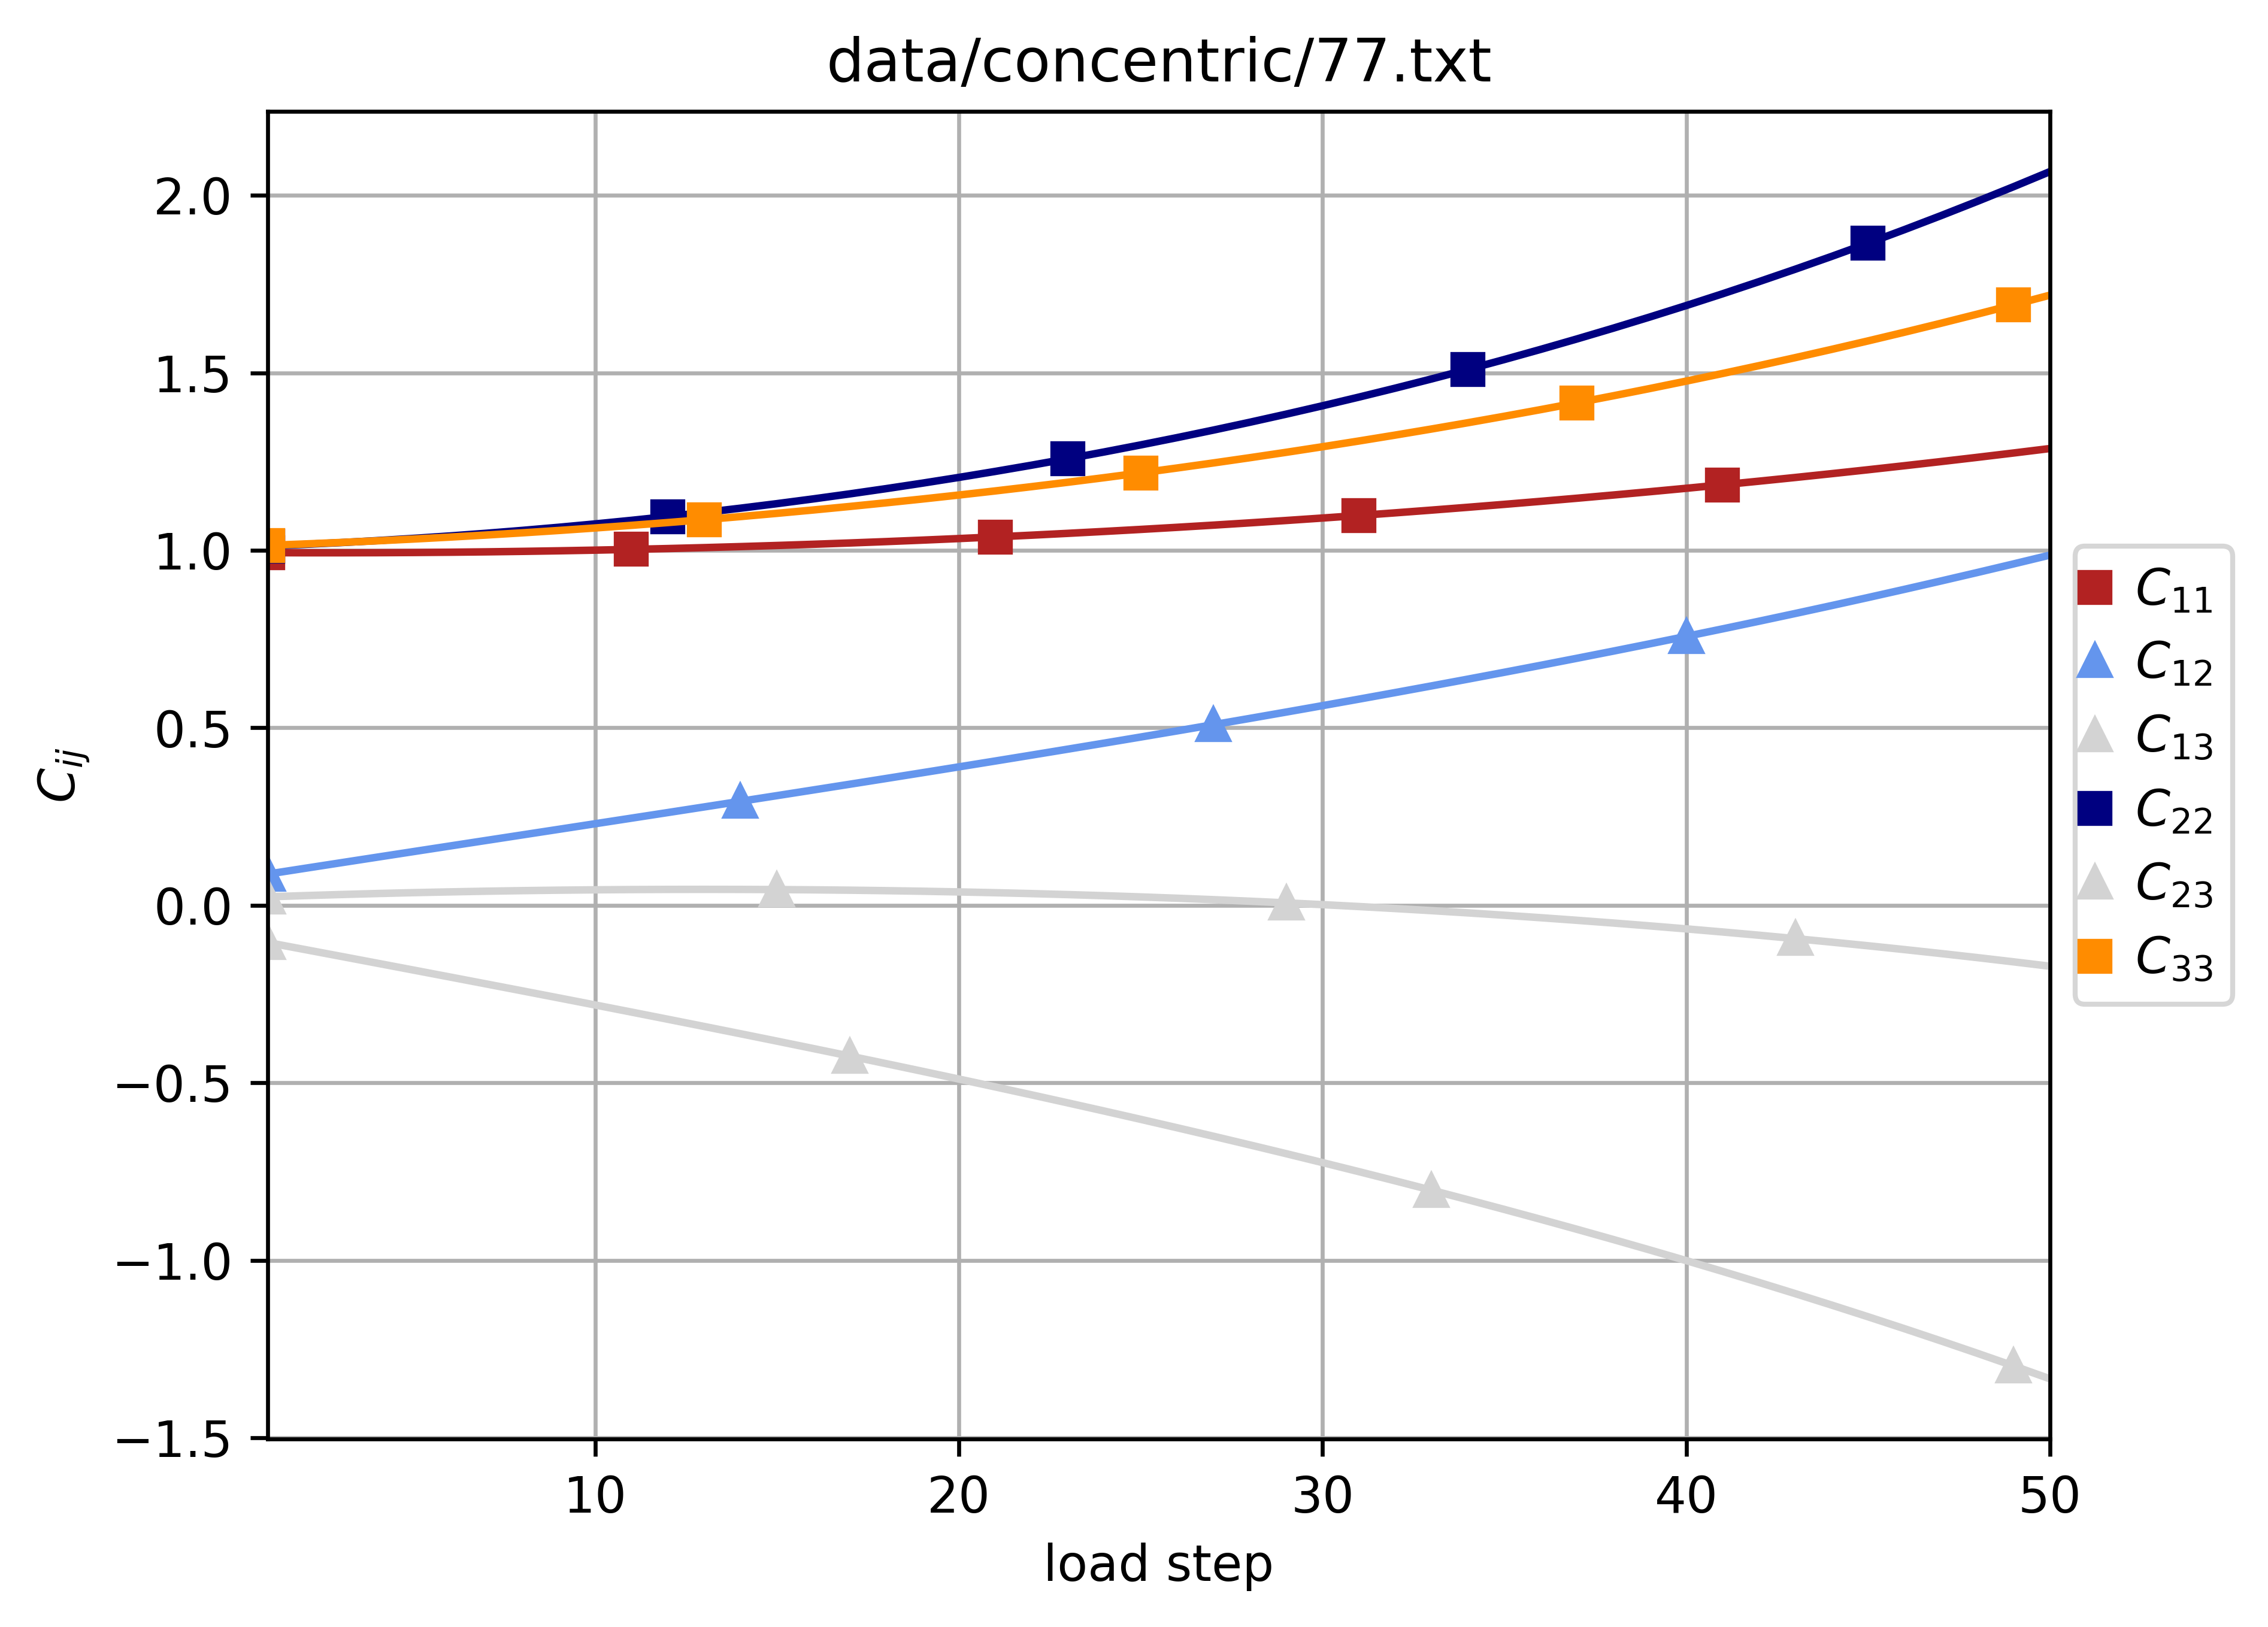 data/concentric/77.txt
2.0
1.5
1.0
0.5
0.0
−0.5
−1.0
−1.5
10 20 30 40 50
load step
C_ij
C_11
C_12
C_13
C_22
C_23
C_33